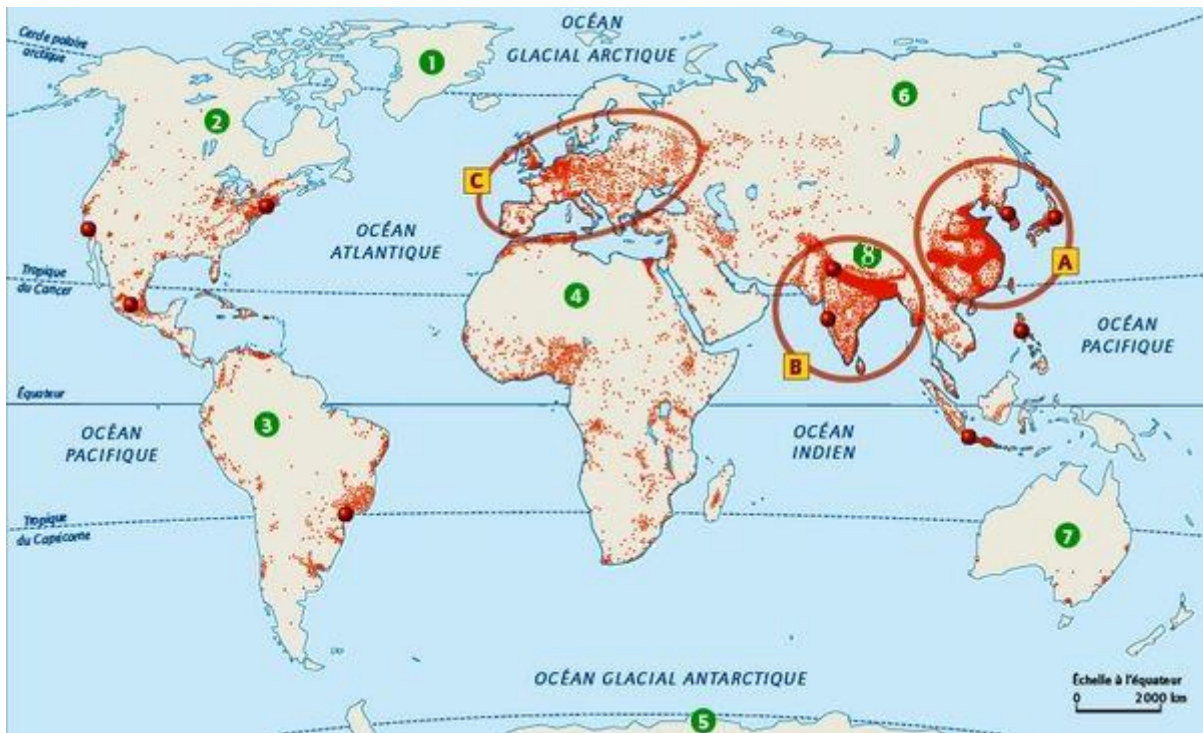 OCÉAN
GLACIAL ARCTIQUE
Cercle polaire
arctique
1
2
6
C
A
8
OCÉAN
ATLANTIQUE
Tropique
du Cancer
4
OCÉAN
PACIFIQUE
B
Équateur
3
OCÉAN
PACIFIQUE
OCÉAN
INDIEN
Tropique
du Capricorne
7
OCÉAN GLACIAL ANTARCTIQUE
Échelle à l'équateur
0 2000 km
5